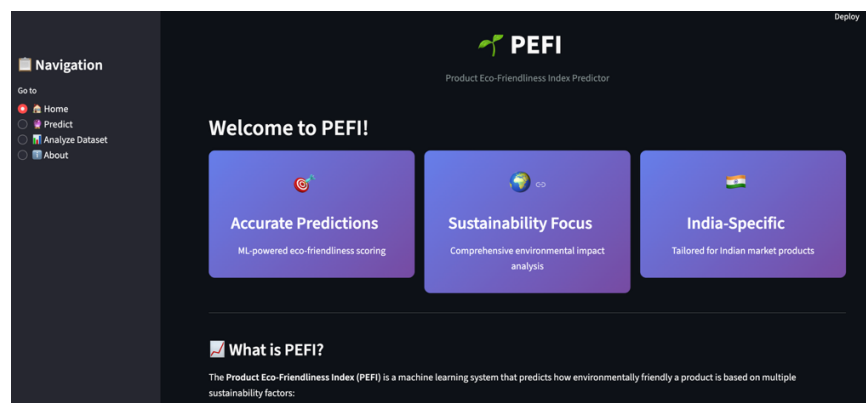 Deploy
📋 Navigation
Go to
🏠 Home
🔮 Predict
📊 Analyze Dataset
ℹ️ About
🌱 PEFI
Product Eco-Friendliness Index Predictor
Welcome to PEFI!
Accurate Predictions
ML-powered eco-friendliness scoring
Sustainability Focus
Comprehensive environmental impact
analysis
India-Specific
Tailored for Indian market products
📈 What is PEFI?
The Product Eco-Friendliness Index (PEFI) is a machine learning system that predicts how environmentally friendly a product is based on multiple
sustainability factors: